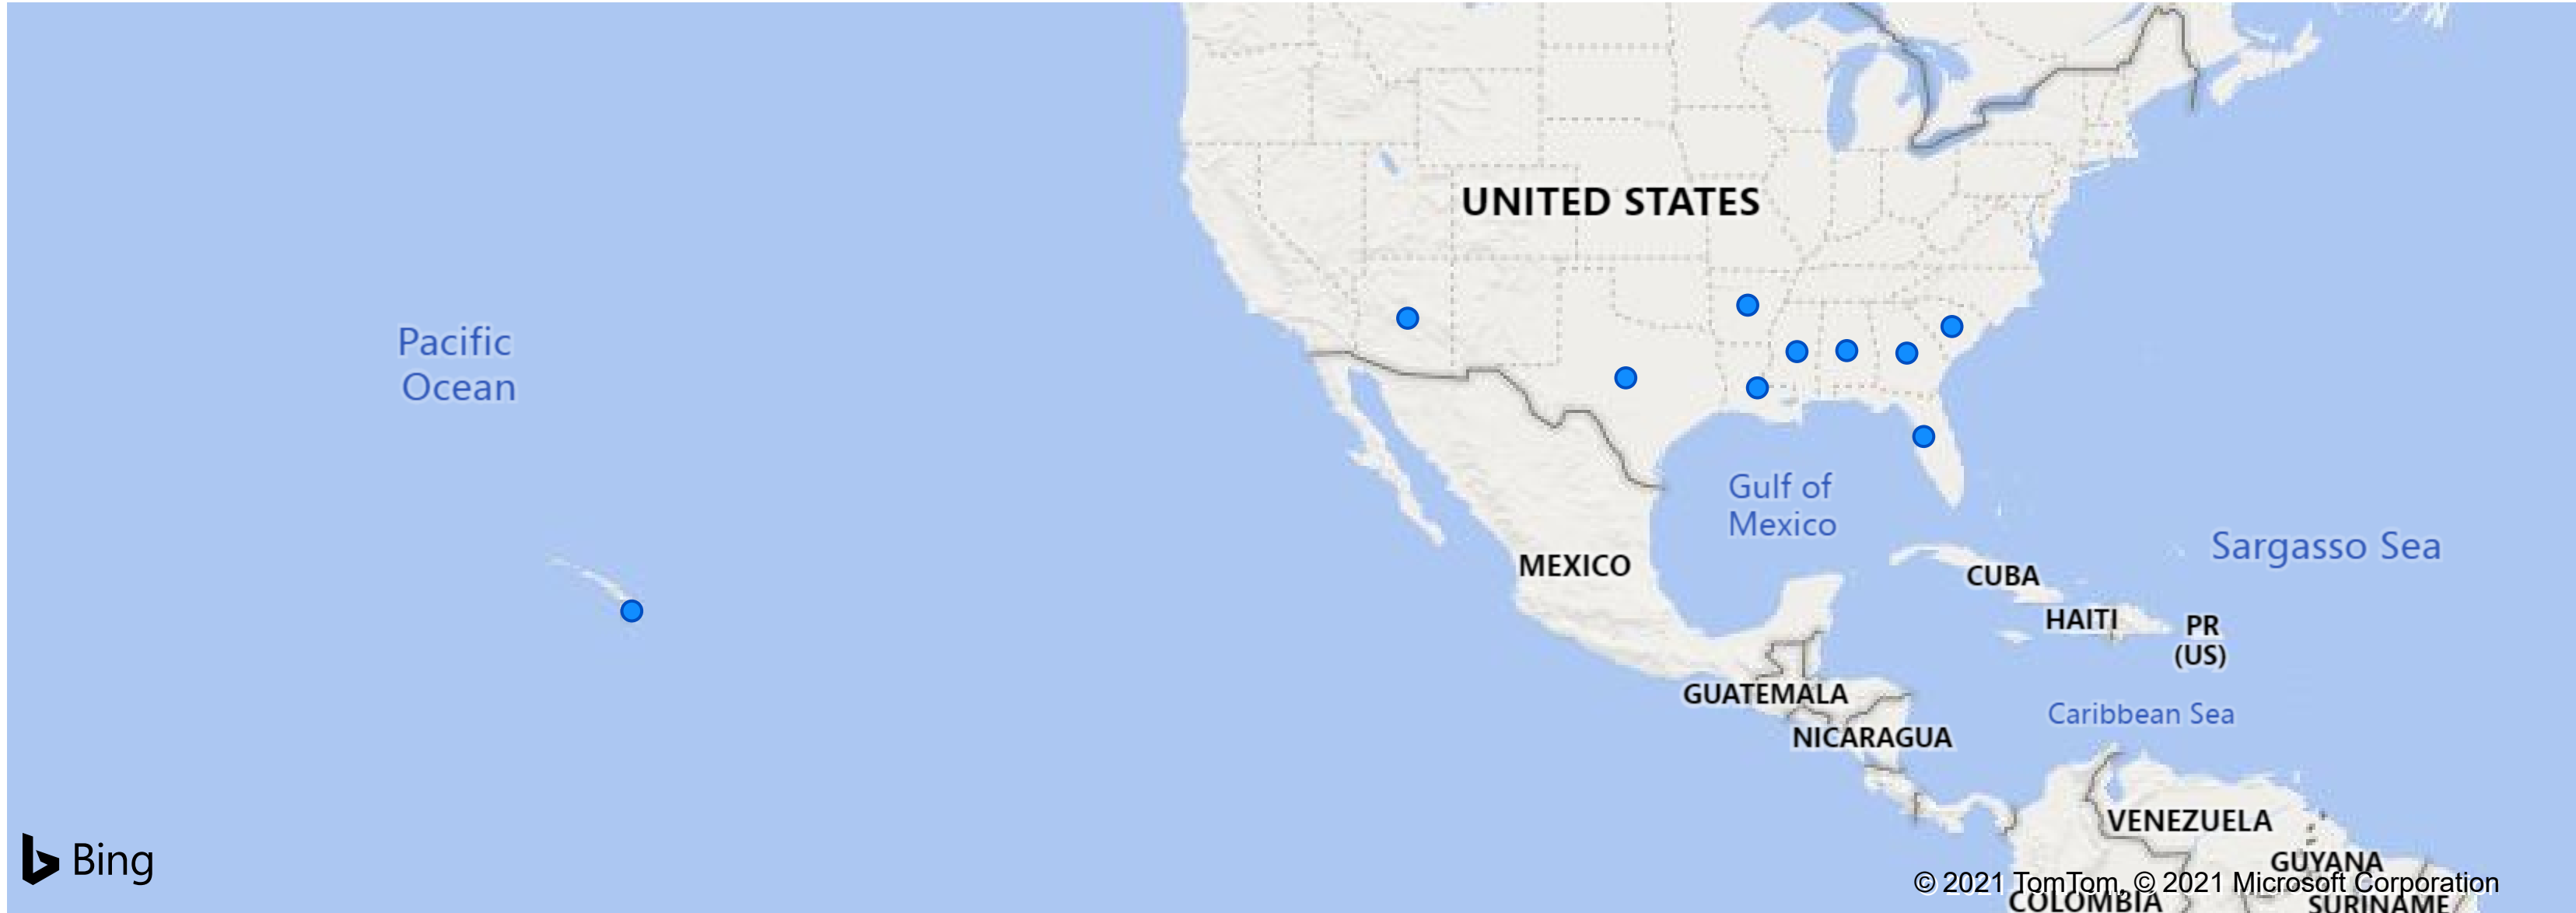 UNITED STATES
Pacific
Ocean
Gulf of
Mexico
Sargasso Sea
MEXICO
CUBA
HAITI
PR
(US)
GUATEMALA
Caribbean Sea
NICARAGUA
VENEZUELA
Bing
GUYANA
© 2021 TomTom, © 2021 Microsoft Corporation
COLOMBIA
SURINAME